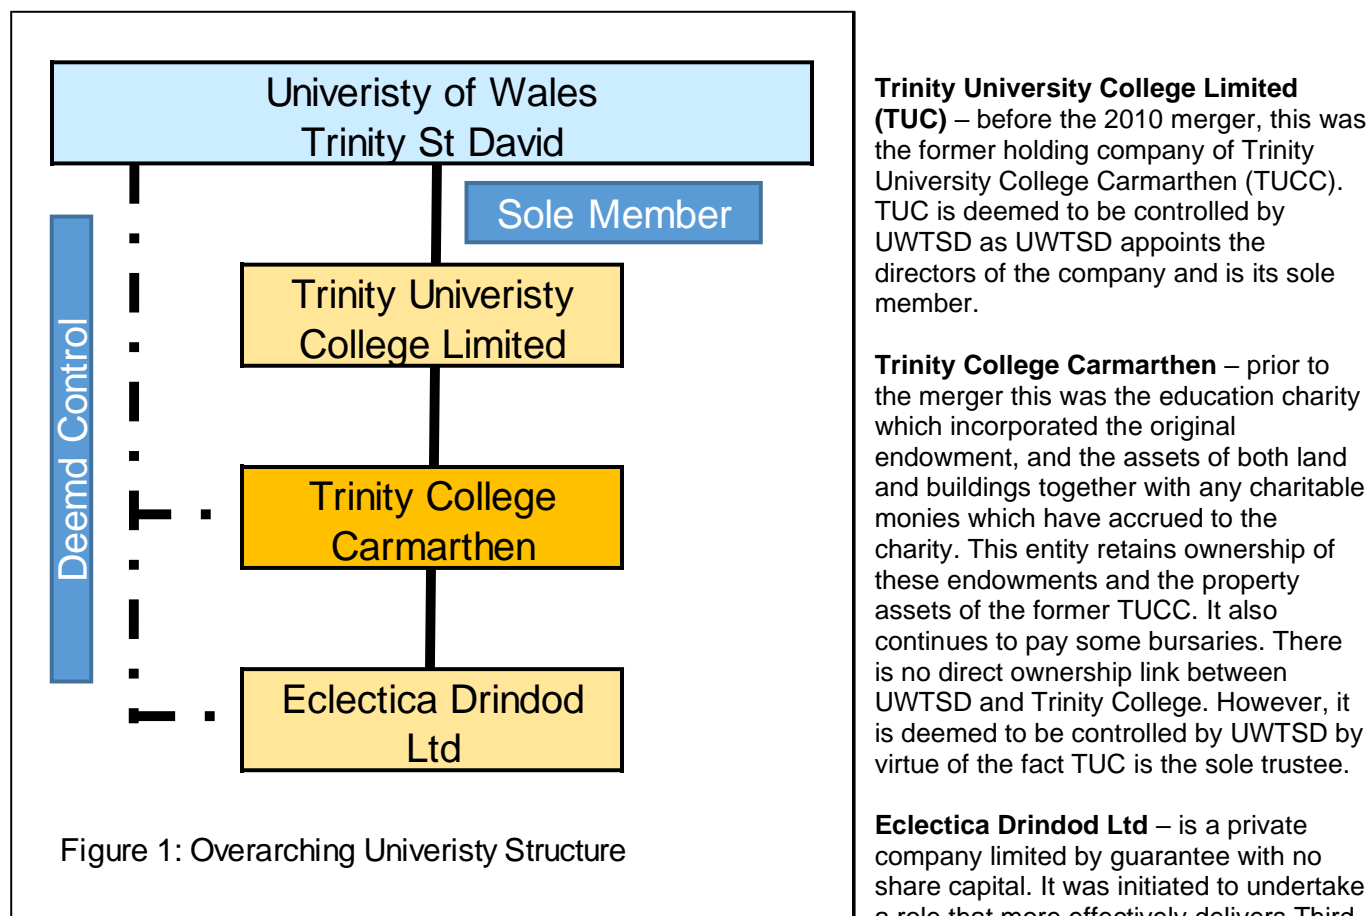 Univeristy of Wales
Trinity St David
Sole Member
Deemd Control
Trinity Univeristy
College Limited
Trinity College
Carmarthen
Eclectica Drindod
Ltd
Figure 1: Overarching Univeristy Structure
Trinity University College Limited
(TUC) – before the 2010 merger, this was
the former holding company of Trinity
University College Carmarthen (TUCC).
TUC is deemed to be controlled by
UWTSD as UWTSD appoints the
directors of the company and is its sole
member.
Trinity College Carmarthen – prior to
the merger this was the education charity
which incorporated the original
endowment, and the assets of both land
and buildings together with any charitable
monies which have accrued to the
charity. This entity retains ownership of
these endowments and the property
assets of the former TUCC. It also
continues to pay some bursaries. There
is no direct ownership link between
UWTSD and Trinity College. However, it
is deemed to be controlled by UWTSD by
virtue of the fact TUC is the sole trustee.
Eclectica Drindod Ltd – is a private
company limited by guarantee with no
share capital. It was initiated to undertake
a role that more effectively delivers Third